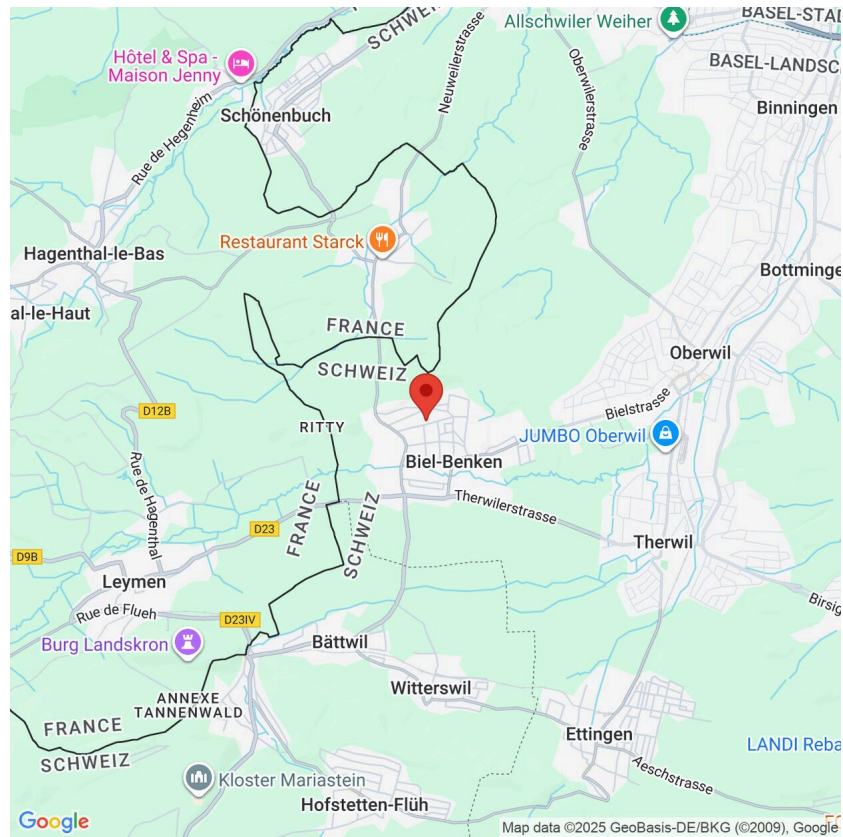 Allschwiler Weiher
BASEL-STAD
SCHWEIZ
Hôtel & Spa -
Maison Jenny
BASEL-LANDSC
Neuweilerstrasse
Oberwilerstrasse
Binningen
Schönenbuch
Rue de Hegenheim
Restaurant Starck
Hagenthal-le-Bas
Bottminge
al-le-Haut
FRANCE
SCHWEIZ
Oberwil
Bielstrasse
D12B
RITTY
JUMBO Oberwil
Biel-Benken
Rue de Hagenthal
Therwilerstrasse
FRANCE
SCHWEIZ
D23
Therwil
D9B
Leymen
Rue de Flueh
D23IV
Birsig
Burg Landskron
Bättwil
Witterswil
ANNEXE
TANNENWALD
FRANCE
SCHWEIZ
Ettingen
LANDI Reba
Aeschstrasse
Kloster Mariastein
Hofstetten-Flüh
Google
Map data ©2025 GeoBasis-DE/BKG (©2009), Google